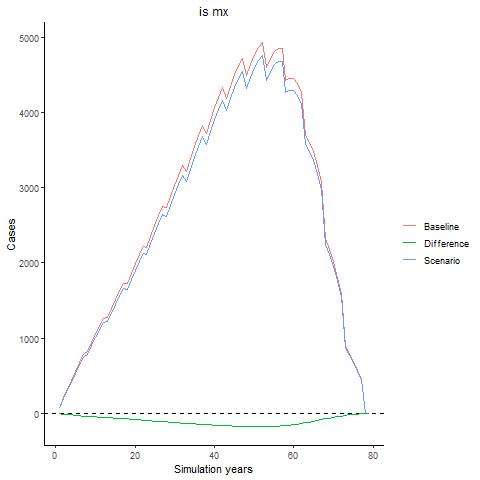 is mx
5000
4000
3000
2000
1000
0
Cases
0 20 40 60 80
Simulation years
Baseline
Difference
Scenario